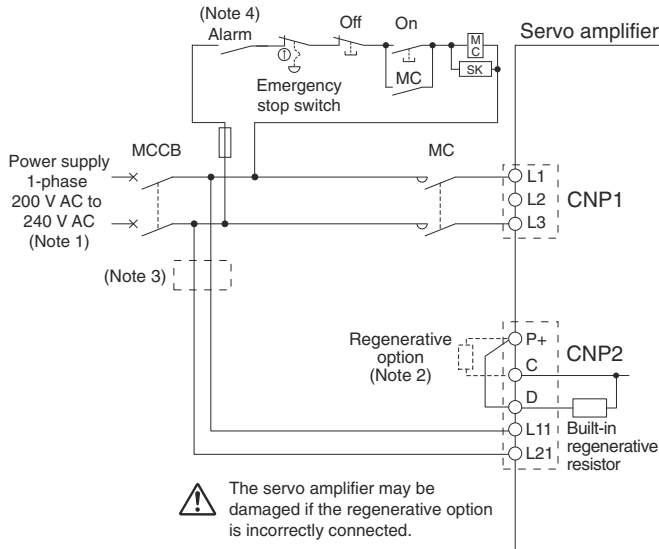 (Note 4)
Alarm
Off
On
MC
SK
MC
Emergency
stop switch
Servo amplifier
Power supply
1-phase
200 V AC to
240 V AC
(Note 1)
MCCB
MC
L1
L2
L3
CNP1
(Note 3)
Regenerative
option
(Note 2)
P+
C
D
L11
L21
CNP2
Built-in
regenerative
resistor
The servo amplifier may be
damaged if the regenerative option
is incorrectly connected.